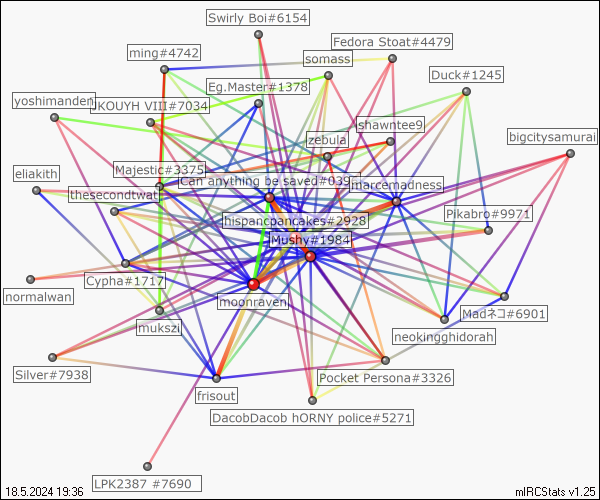 Swirly Boi#6154
Fedora Stoat#4479
ming#4742
somass
Duck#1245
Eg.Master#1378
yoshimanden
JKOUYH VIII#7034
shawntee9
bigcitysamurai
zebula
Majestic#3375
eliakith
Can anything be saved#039
marcemadness
thesecondtwat
hispancpancakes#2928
Pikabro#9971
Mushy#1984
Cypha#1717
normalwan
moonraven
Madネコ#6901
mukszi
neokingghidorah
Silver#7938
Pocket Persona#3326
frisout
DacobDacob hORNY police#5271
LPK2387 #7690
18.5.2024 19:36
mIRCStats v1.25